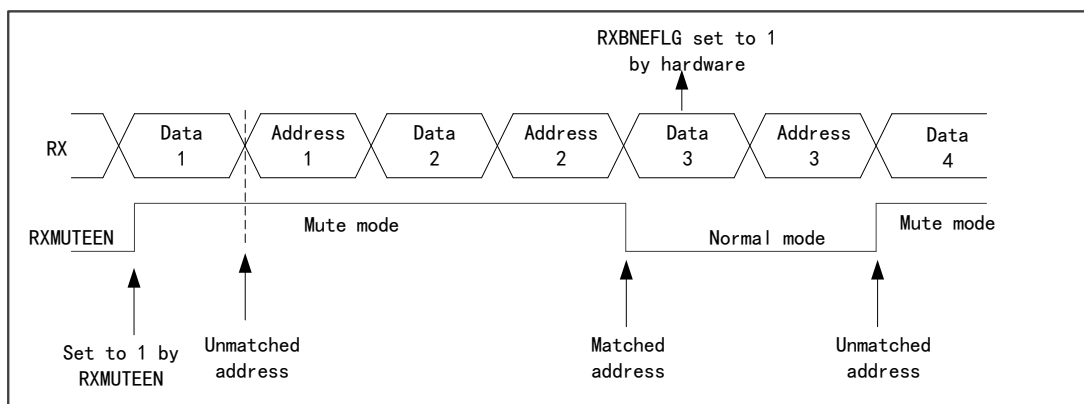 RXBNEFLG set to 1
by hardware
RX
Data
1
Address
1
Data
2
Address
2
Data
3
Address
3
Data
4
RXMUTEEN
Mute mode
Normal mode
Mute mode
Set to 1 by
RXMUTEEN
Unmatched
address
Matched
address
Unmatched
address